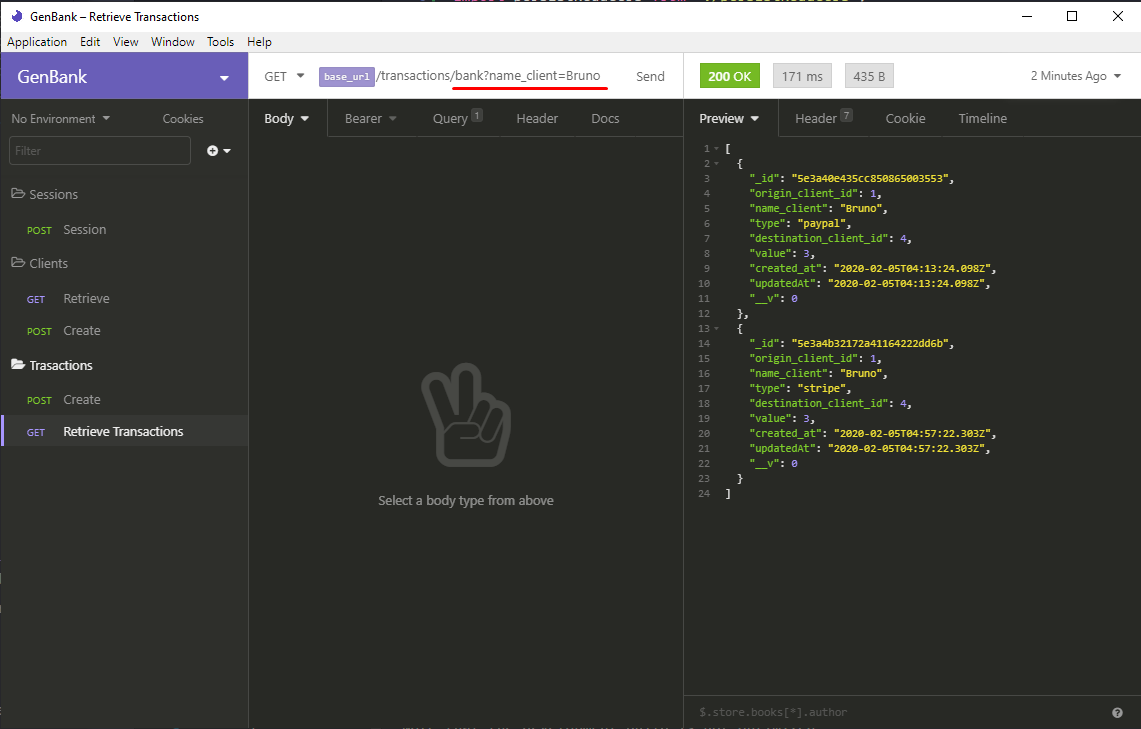 GenBank – Retrieve Transactions
Application Edit View Window Tools Help
GenBank
GET base_url/transactions/bank?name_client=Bruno Send
200 OK 171 ms 435 B 2 Minutes Ago
No Environment Cookies
Filter
Sessions
POST Session
Clients
GET Retrieve
POST Create
Trasactions
POST Create
GET Retrieve Transactions
Body Bearer Query 1 Header Docs
Select a body type from above
Preview Header 7 Cookie Timeline
1 [
2 {
3 "_id": "5e3a40e435cc850865003553",
4 "origin_client_id": 1,
5 "name_client": "Bruno",
6 "type": "paypal",
7 "destination_client_id": 4,
8 "value": 3,
9 "created_at": "2020-02-05T04:13:24.098Z",
10 "updatedAt": "2020-02-05T04:13:24.098Z",
11 "__v": 0
12 },
13 {
14 "_id": "5e3a4b32172a41164222dd6b",
15 "origin_client_id": 1,
16 "name_client": "Bruno",
17 "type": "stripe",
18 "destination_client_id": 4,
19 "value": 3,
20 "created_at": "2020-02-05T04:57:22.303Z",
21 "updatedAt": "2020-02-05T04:57:22.303Z",
22 "__v": 0
23 }
24 ]
$.store.books[*].author